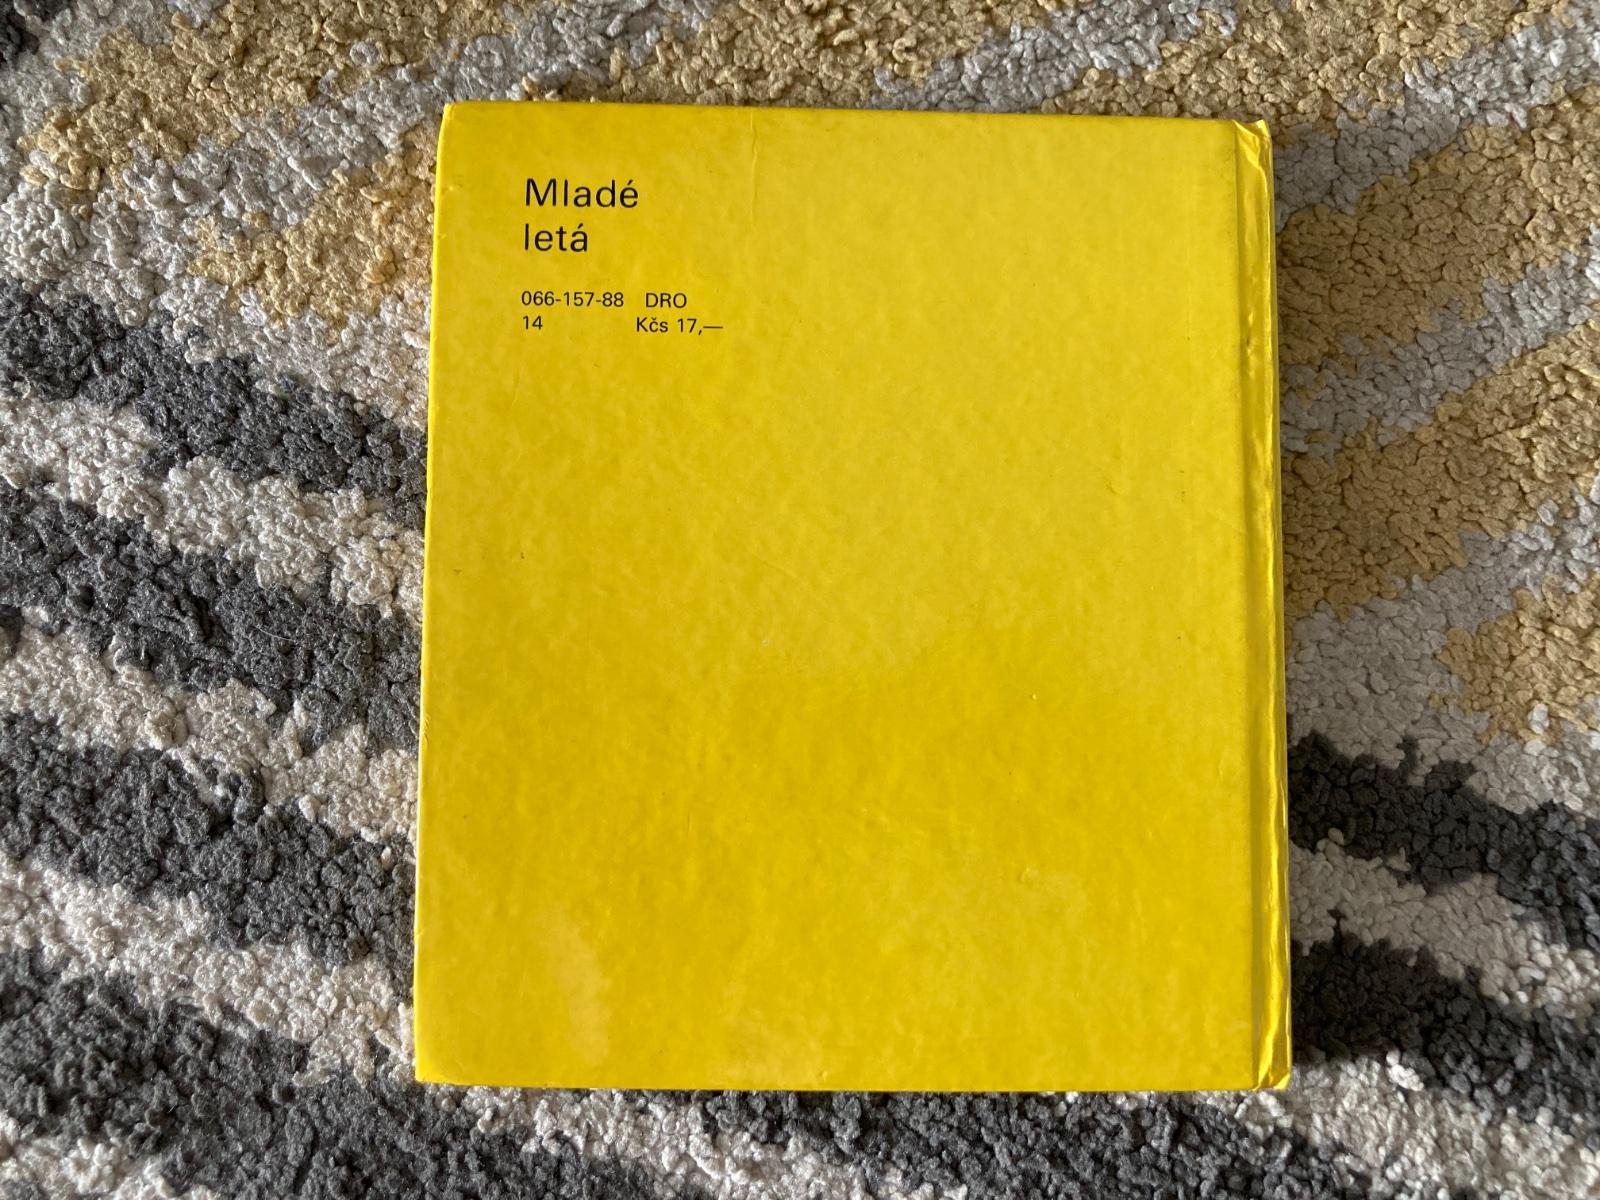 Mladé
letá
066-157-88 DRO
14 Kčs 17,—